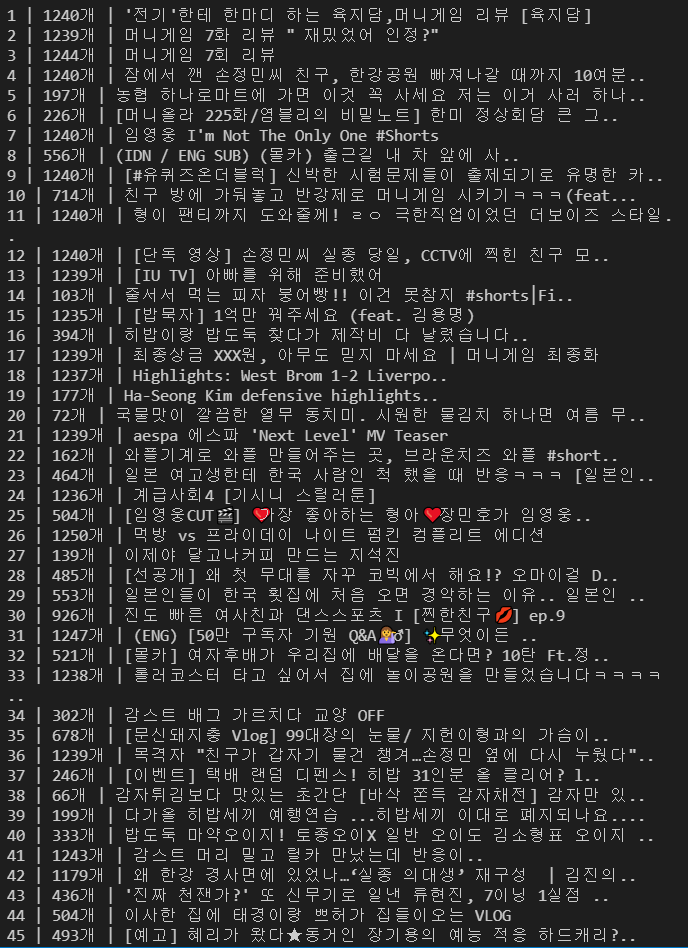 1 | 1240개 | '전기'한테 한마디 하는 육지담,머니게임 리뷰 [육지담]
2 | 1239개 | 머니게임 7화 리뷰 " 재밌었어 인정?"
3 | 1244개 | 머니게임 7회 리뷰
4 | 1240개 | 잠에서 깬 손정민씨 친구, 한강공원 빠져나갈 때까지 10여분..
5 | 197개 | 농협 하나로마트에 가면 이것 꼭 사세요 저는 이거 사러 하나..
6 | 226개 | [머니올라 225화/염블리의 비밀노트] 한미 정상회담 큰 그..
7 | 1240개 | 임영웅 I'm Not The Only One #Shorts
8 | 556개 | (IDN / ENG SUB) (몰카) 출근길 내 차 앞에 사..
9 | 1240개 | [#유퀴즈온더블럭] 신박한 시험문제들이 출제되기로 유명한 카..
10 | 714개 | 친구 방에 가둬놓고 반강제로 머니게임 시키기ㅋㅋㅋ(feat...
11 | 1240개 | 형이 팬티까지 도와줄께! ㄹㅇ 극한직업이었던 더보이즈 스타일.
.
12 | 1240개 | [단독 영상] 손정민씨 실종 당일, CCTV에 찍힌 친구 모..
13 | 1239개 | [IU TV] 아빠를 위해 준비했어
14 | 103개 | 줄서서 먹는 피자 붕어빵!! 이건 못참지 #shorts|Fi..
15 | 1235개 | [밥묵자] 1억만 꿔주세요 (feat. 김용명)
16 | 394개 | 히밥이랑 밥도둑 찾다가 제작비 다 날렸습니다..
17 | 1239개 | 최종상금 XXX원, 아무도 믿지 마세요 | 머니게임 최종화
18 | 1237개 | Highlights: West Brom 1-2 Liverpo..
19 | 177개 | Ha-Seong Kim defensive highlights..
20 | 72개 | 국물맛이 깔끔한 열무 동치미. 시원한 물김치 하나면 여름 무..
21 | 1239개 | aespa 에스파 'Next Level' MV Teaser
22 | 162개 | 와플기계로 와플 만들어주는 곳, 브라운치즈 와플 #short..
23 | 464개 | 일본 여고생한테 한국 사람인 척 했을 때 반응ㅋㅋㅋ [일본인..
24 | 1236개 | 계급사회4 [기시니 스럴러툰]
25 | 504개 | [임영웅CUT🎬] ❤가장 좋아하는 형아❤장민호가 임영웅..
26 | 1250개 | 먹방 vs 프라이데이 나이트 펌킨 컴플리트 에디션
27 | 139개 | 이제야 달고나커피 만드는 지석진
28 | 485개 | [선공개] 왜 첫 무대를 자꾸 코빅에서 해요!? 오마이걸 D..
29 | 553개 | 일본인들이 한국 횟집에 처음 오면 경악하는 이유.. 일본인 ..
30 | 926개 | 진도 빠른 여사친과 댄스스포츠 I [찐한친구💋] ep.9
31 | 1247개 | (ENG) [50만 구독자 기원 Q&A🙋‍♂] ✨무엇이든 ..
32 | 521개 | [몰카] 여자후배가 우리집에 배달을 온다면? 10탄 Ft.정..
33 | 1238개 | 롤러코스터 타고 싶어서 집에 놀이공원을 만들었습니다ㅋㅋㅋㅋ
..
34 | 302개 | 감스트 배그 가르치다 교양 OFF
35 | 678개 | [문신돼지충 Vlog] 99대장의 눈물/ 지헌이형과의 가슴이..
36 | 1239개 | 목격자 "친구가 갑자기 물건 챙겨…손정민 옆에 다시 누웠다"..
37 | 246개 | [이벤트] 택배 랜덤 디펜스! 히밥 31인분 올 클리어? l..
38 | 66개 | 감자튀김보다 맛있는 초간단 [바삭 쫀득 감자채전] 감자만 있..
39 | 199개 | 다가올 히밥세끼 예행연습 ...히밥세끼 이대로 폐지되나요....
40 | 333개 | 밥도둑 마약오이지! 토종오이X 일반 오이도 김소형표 오이지 ..
41 | 1243개 | 감스트 머리 밀고 릴카 만났는데 반응이..
42 | 1179개 | 왜 한강 경사면에 있었나…‘실종 의대생’ 재구성  | 김진의..
43 | 436개 | '진짜 천잰가?' 또 신무기로 일낸 류현진, 7이닝 1실점 ..
44 | 504개 | 이사한 집에 태경이랑 뽀허가 집들이오는 VLOG
45 | 493개 | [예고] 혜리가 왔다★동거인 장기용의 예능 적응 하드캐리?..